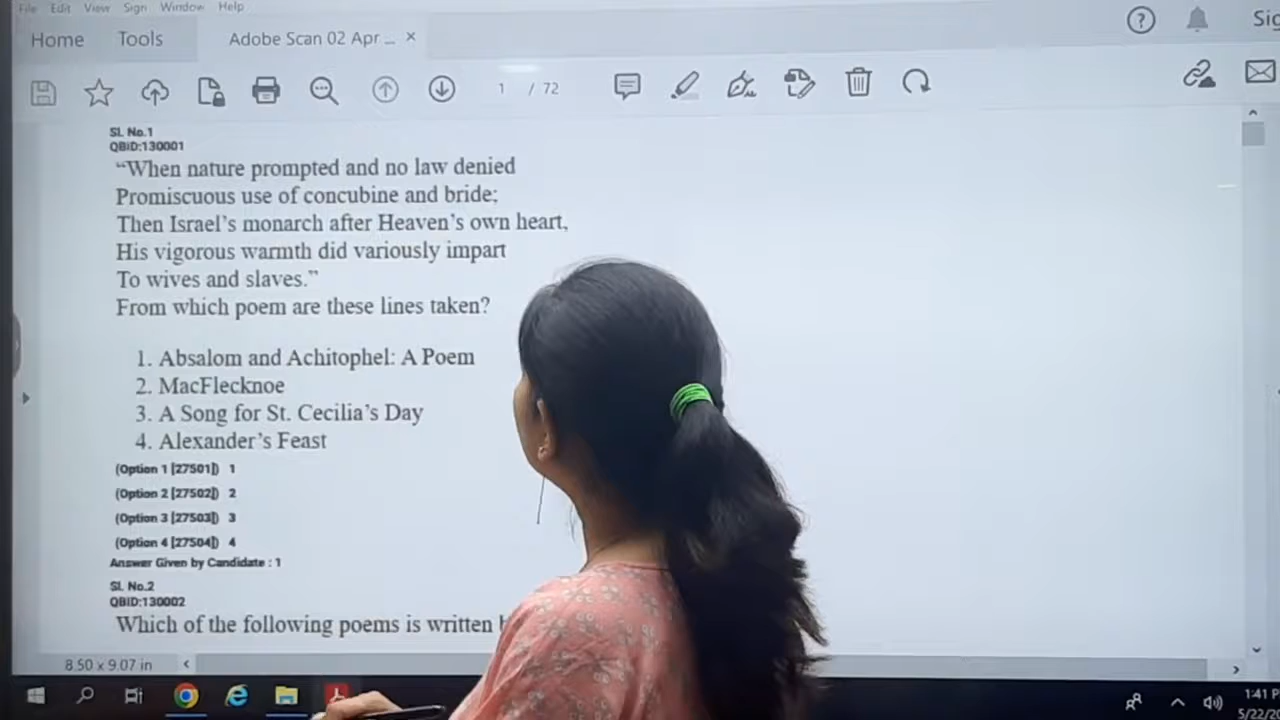 File Edit View Sign Window Help
Home Tools Adobe Scan 02 Apr ... ×
1 / 72
Sl. No.1
QBID:130001
“When nature prompted and no law denied
Promiscuous use of concubine and bride;
Then Israel’s monarch after Heaven’s own heart,
His vigorous warmth did variously impart
To wives and slaves.”
From which poem are these lines taken?
1. Absalom and Achitophel: A Poem
2. MacFlecknoe
3. A Song for St. Cecilia’s Day
4. Alexander’s Feast
(Option 1 [27501]) 1
(Option 2 [27502]) 2
(Option 3 [27503]) 3
(Option 4 [27504]) 4
Answer Given by Candidate : 1
Sl. No.2
QBID:130002
Which of the following poems is written
8.50 x 9.07 in
1:41 P
5/22/20